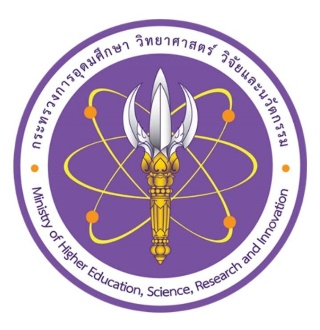 กระทรวงการอุดมศึกษา วิทยาศาสตร์ วิจัยและนวัตกรรม
Ministry of Higher Education, Science, Research and Innovation